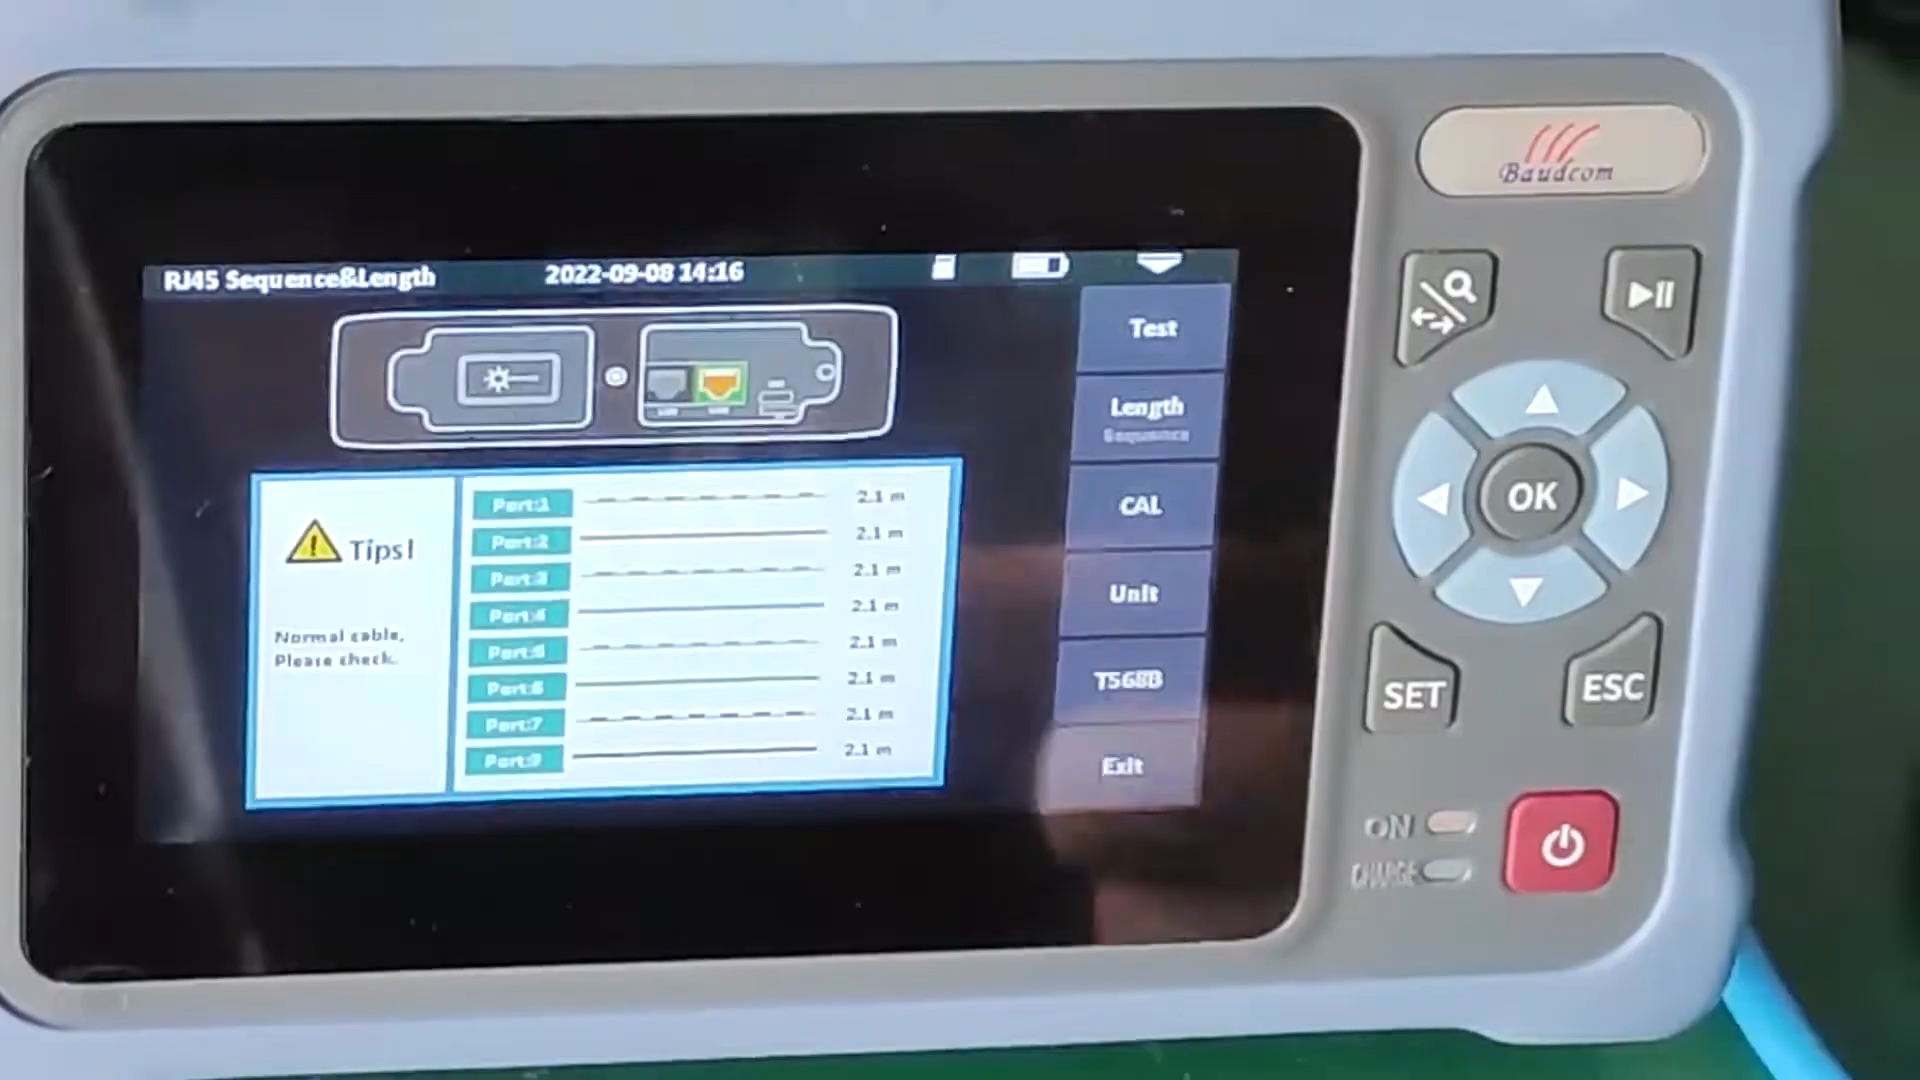 Baudcom
RJ45 Sequence&Length 2022-09-08 14:16
Test
Length
Sequence
CAL
Unit
T568B
Exit
Tips!
Normal cable,
Please check.
Port:1 2.1 m
Port:2 2.1 m
Port:3 2.1 m
Port:4 2.1 m
Port:5 2.1 m
Port:6 2.1 m
Port:7 2.1 m
2.1 m
OK
SET
ESC
ON
CHARGE